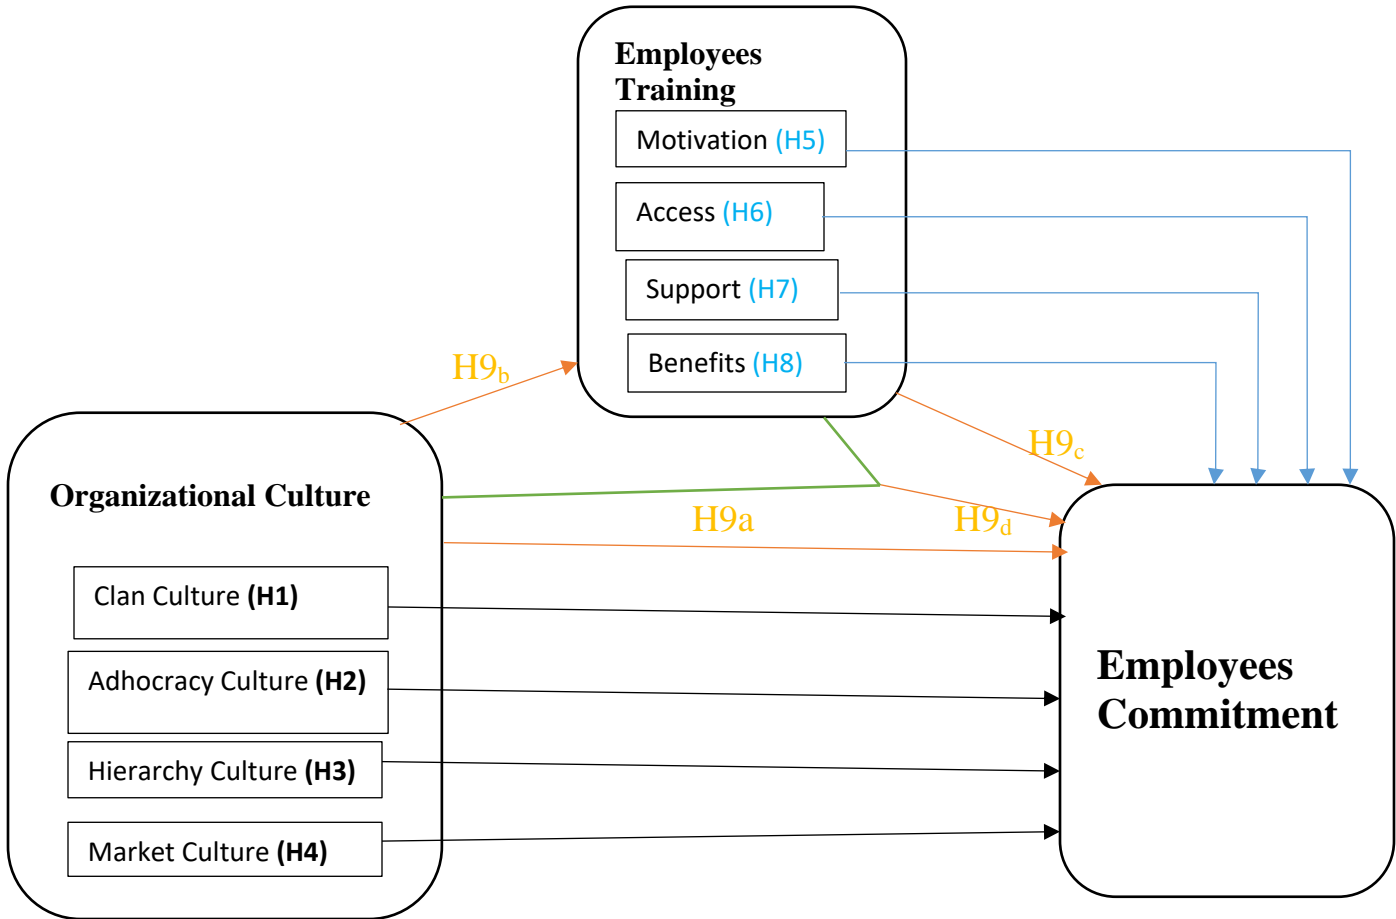 Employees
Training
Motivation (H5)
Access (H6)
Support (H7)
Benefits (H8)
H9b
H9c
Organizational Culture
H9a
H9d
Clan Culture (H1)
Adhocracy Culture (H2)
Hierarchy Culture (H3)
Market Culture (H4)
Employees
Commitment